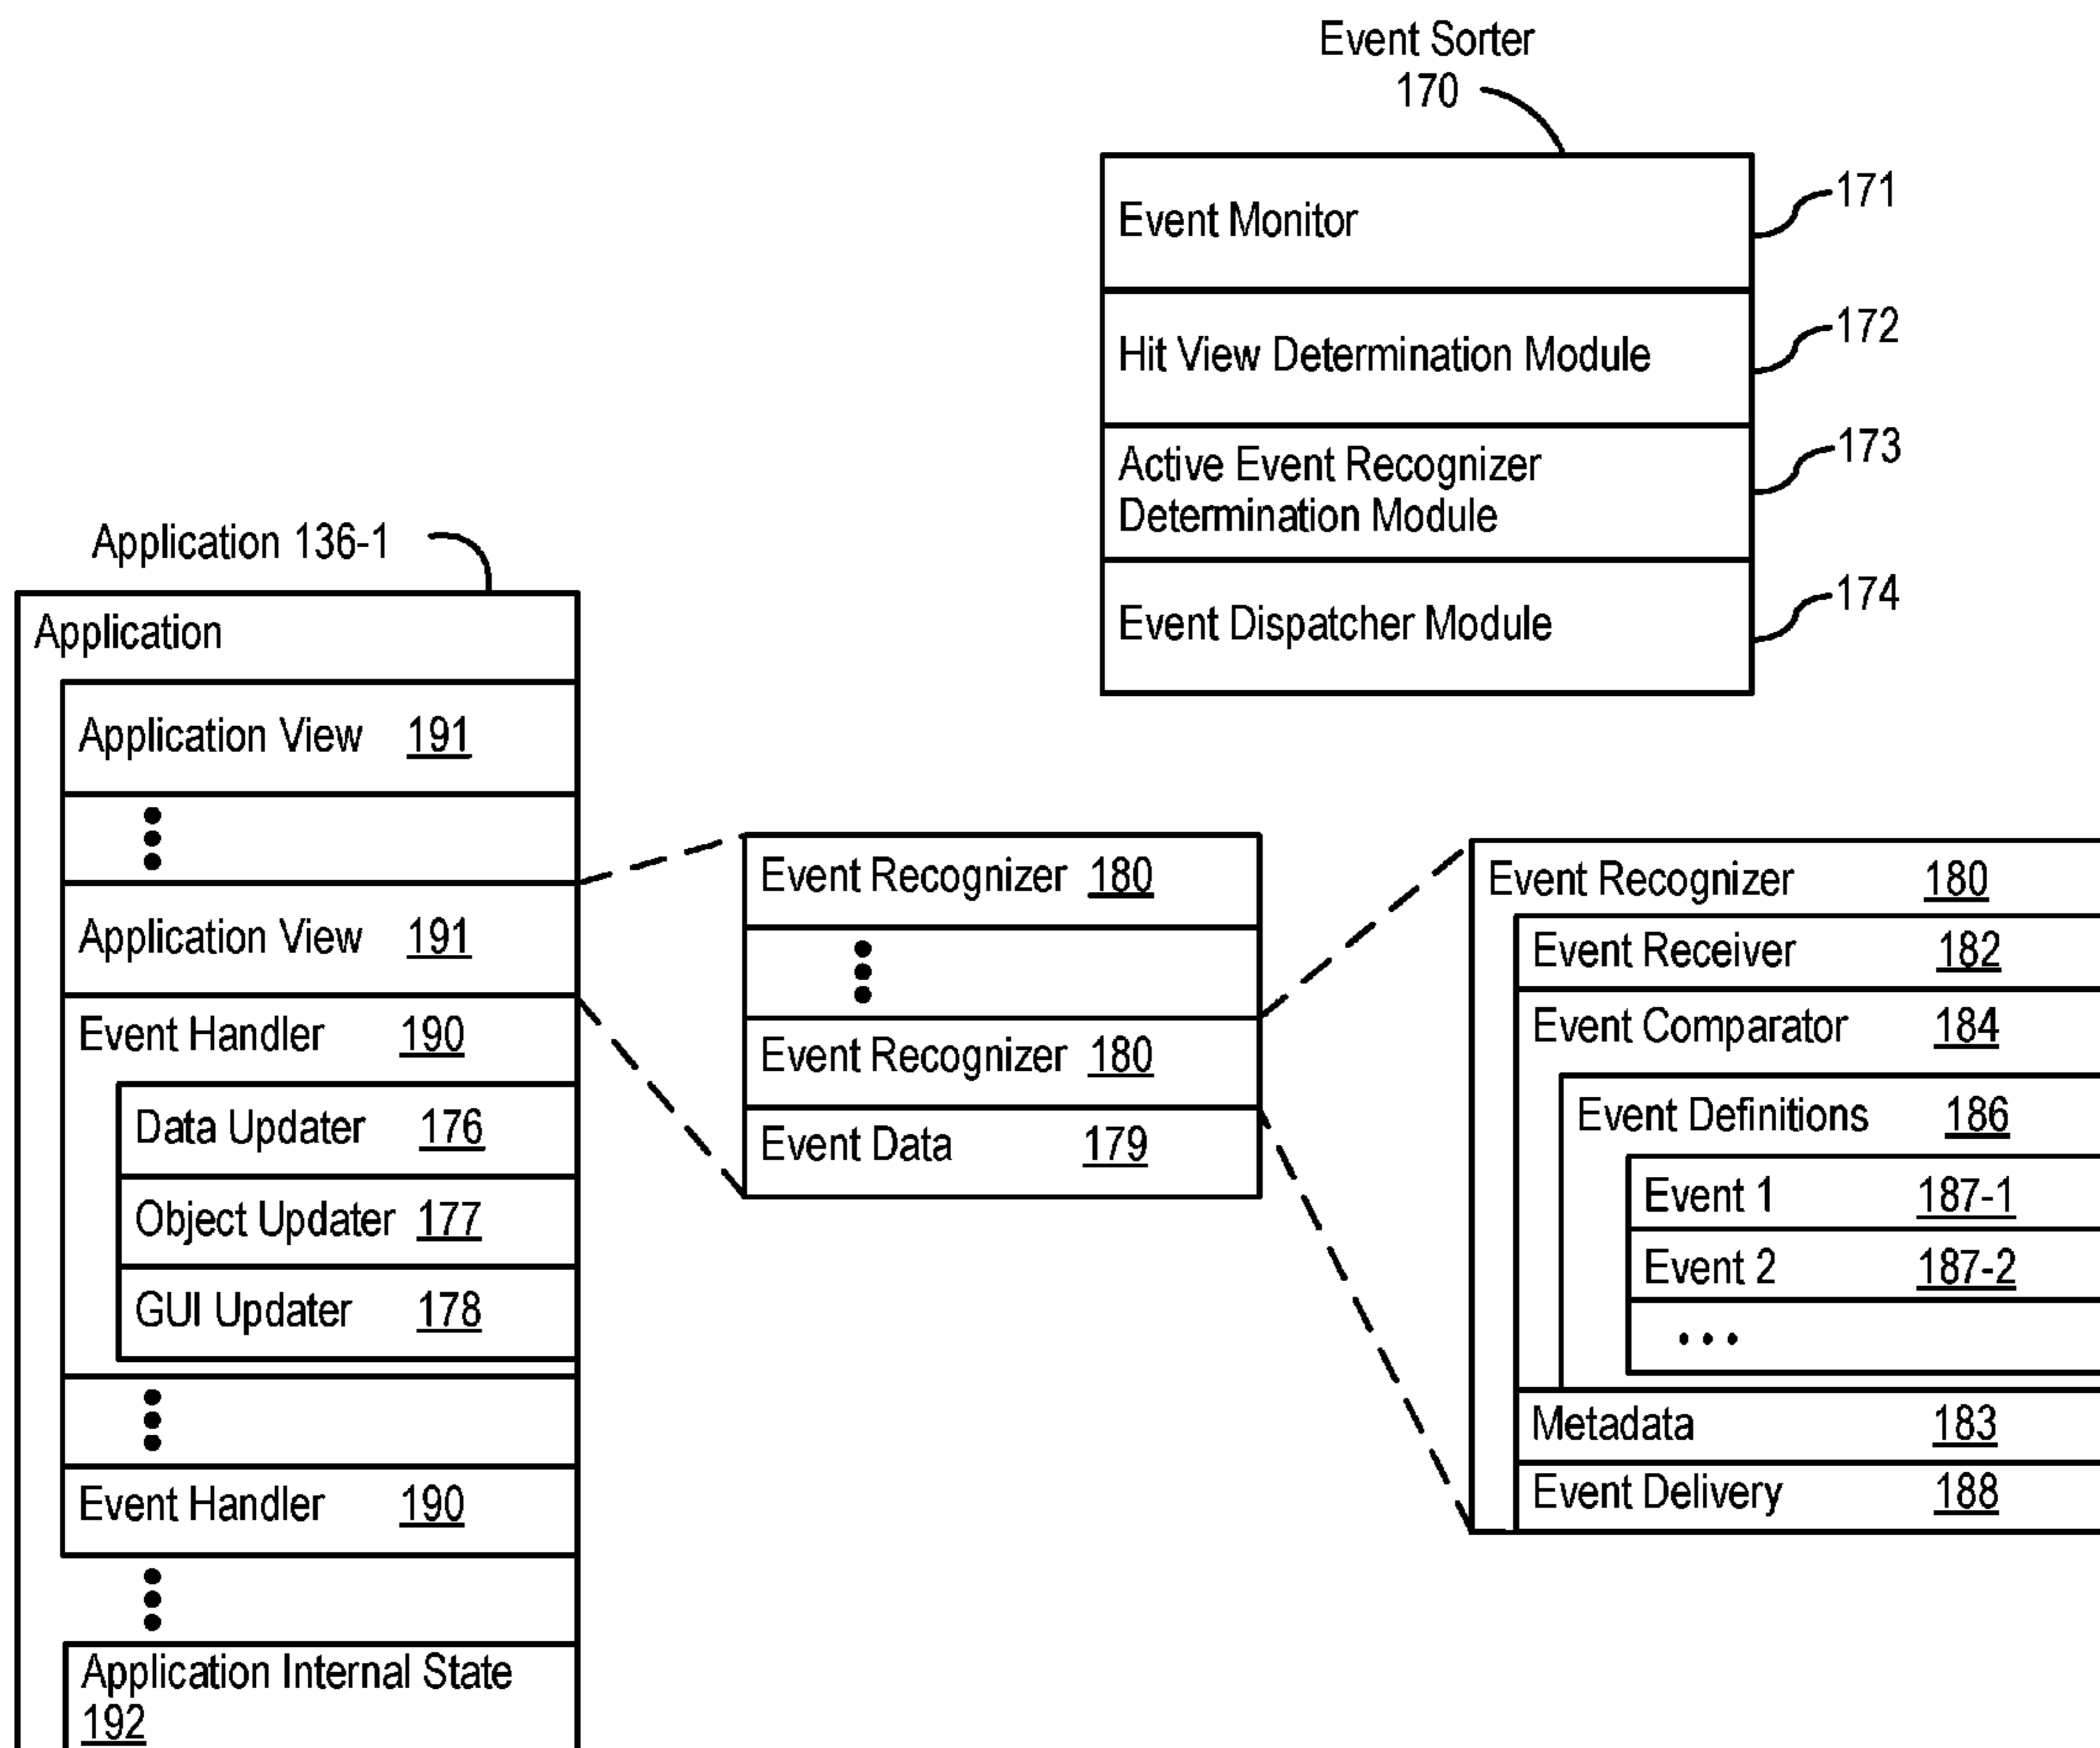 Event Sorter
170
Event Monitor
171
Hit View Determination Module
172
Active Event Recognizer
Determination Module
173
Event Dispatcher Module
174
Application 136-1
Application
Application View 191
Application View 191
Event Handler 190
Data Updater 176
Object Updater 177
GUI Updater 178
Event Handler 190
Application Internal State
192
Event Recognizer 180
Event Recognizer 180
Event Data 179
Event Recognizer 180
Event Receiver 182
Event Comparator 184
Event Definitions 186
Event 1 187-1
Event 2 187-2
...
Metadata 183
Event Delivery 188